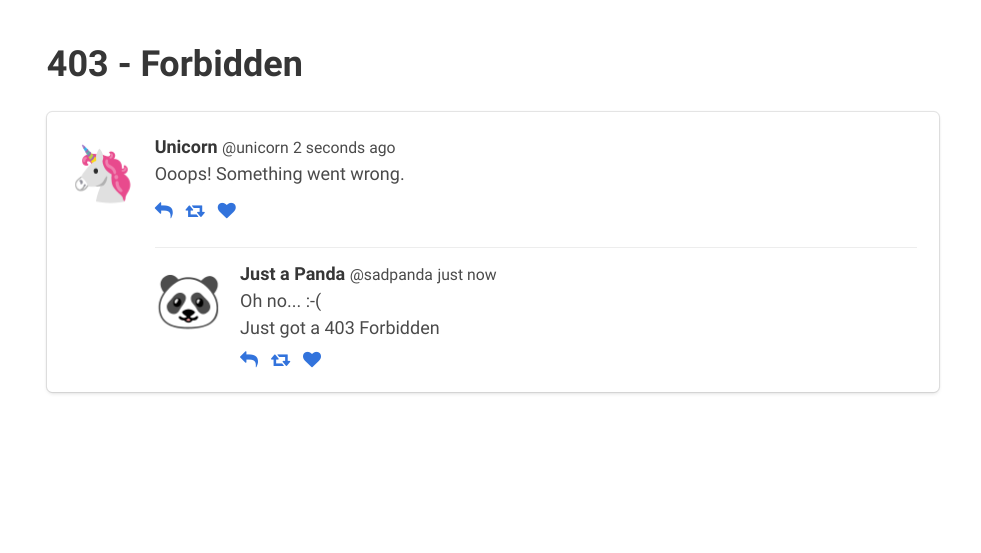 403 - Forbidden
Unicorn @unicorn 2 seconds ago
Ooops! Something went wrong.
Just a Panda @sadpanda just now
Oh no... :-(
Just got a 403 Forbidden